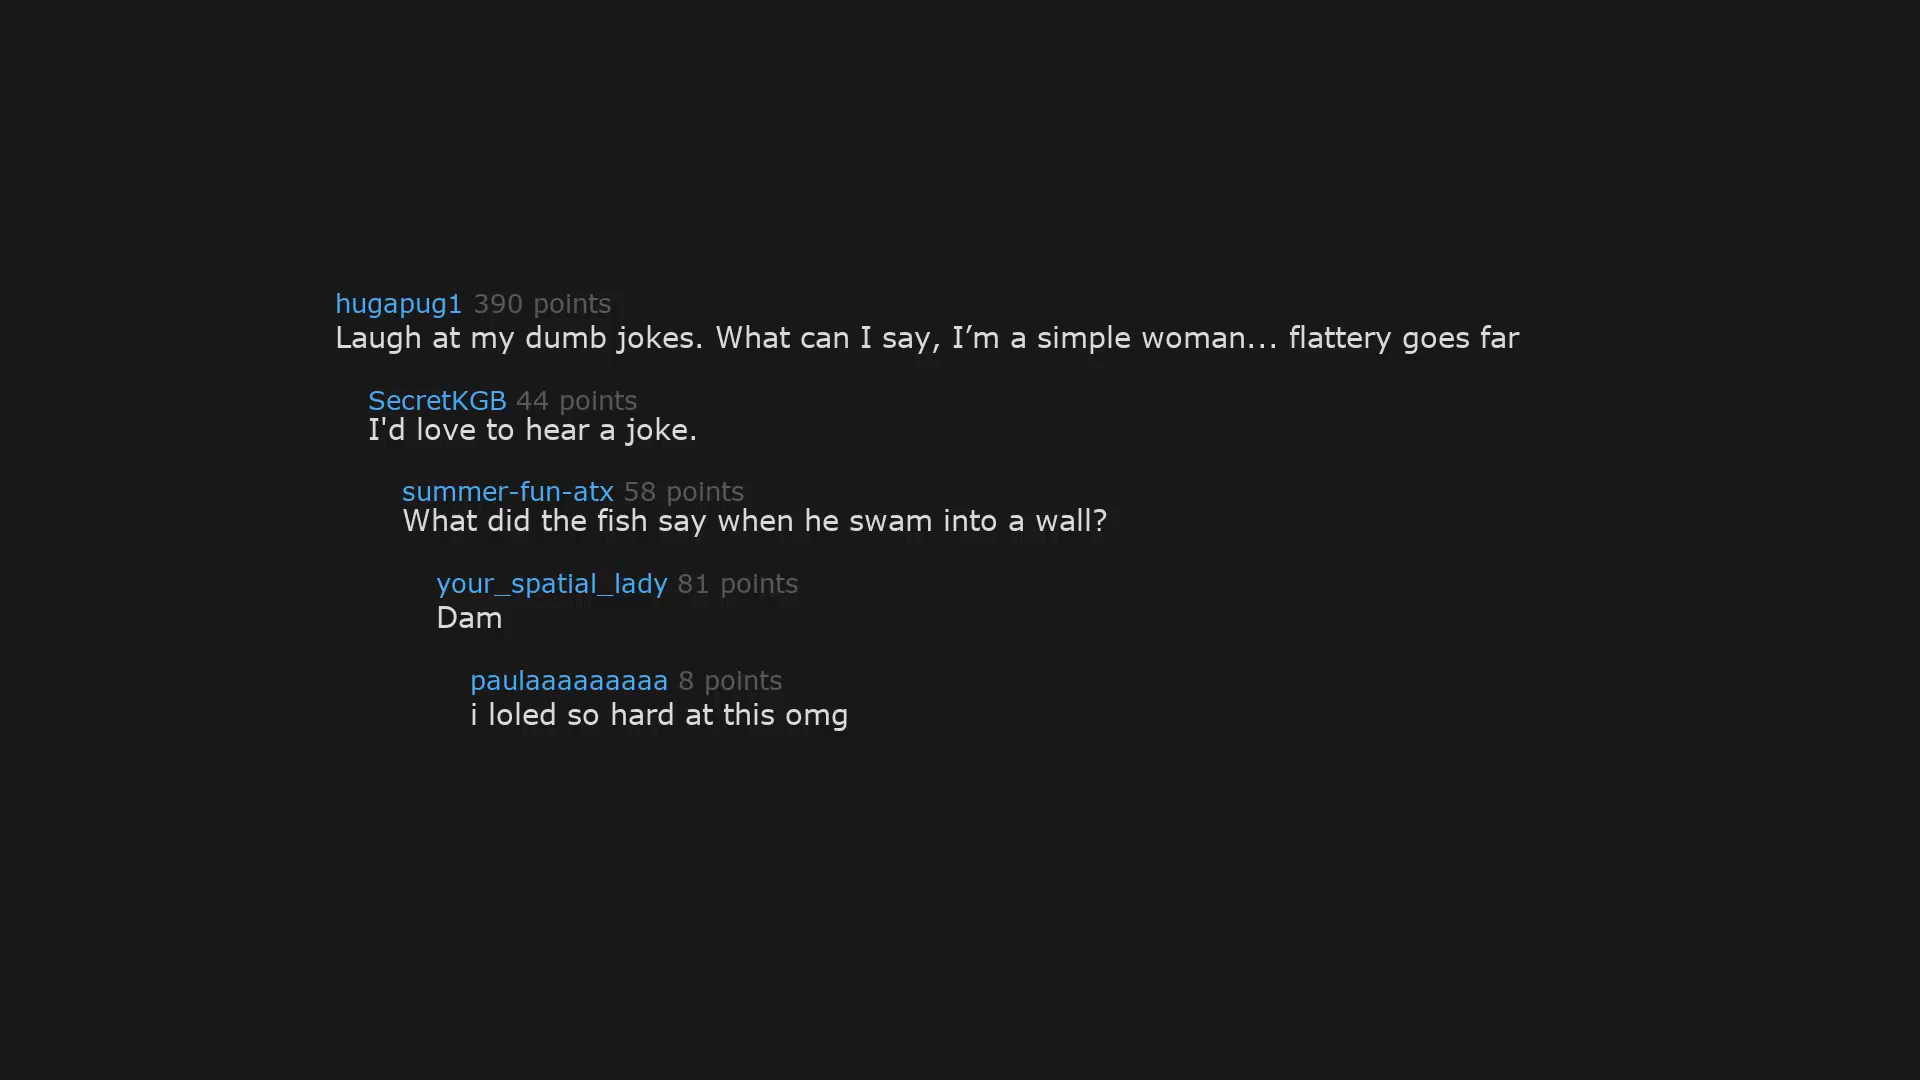 hugapug1 390 points
Laugh at my dumb jokes. What can I say, I’m a simple woman... flattery goes far
SecretKGB 44 points
I'd love to hear a joke.
summer-fun-atx 58 points
What did the fish say when he swam into a wall?
your_spatial_lady 81 points
Dam
paulaaaaaaaaa 8 points
i loled so hard at this omg